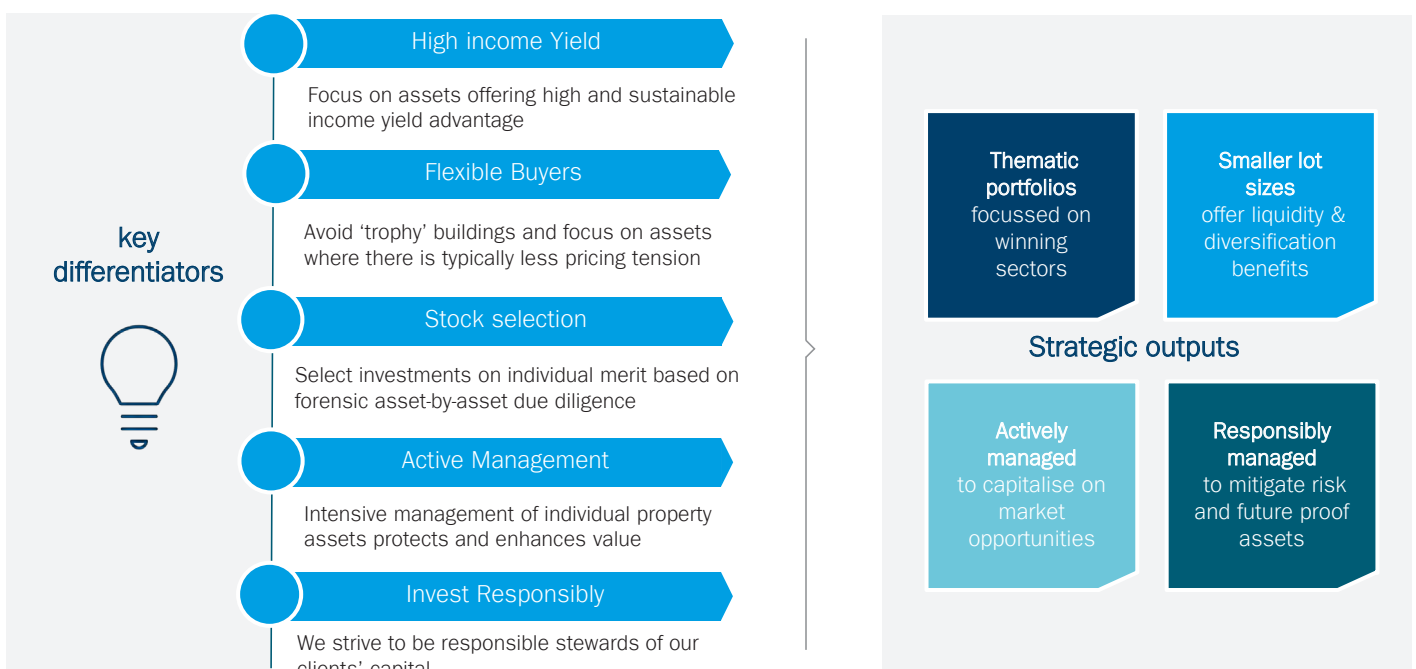 key
differentiators
High income Yield
Focus on assets offering high and sustainable
income yield advantage
Flexible Buyers
Avoid ‘trophy’ buildings and focus on assets
where there is typically less pricing tension
Stock selection
Select investments on individual merit based on
forensic asset-by-asset due diligence
Active Management
Intensive management of individual property
assets protects and enhances value
Invest Responsibly
We strive to be responsible stewards of our
clients’ capital
Thematic
portfolios
focussed on
winning
sectors
Smaller lot
sizes
offer liquidity &
diversification
benefits
Strategic outputs
Actively
managed
to capitalise on
market
opportunities
Responsibly
managed
to mitigate risk
and future proof
assets